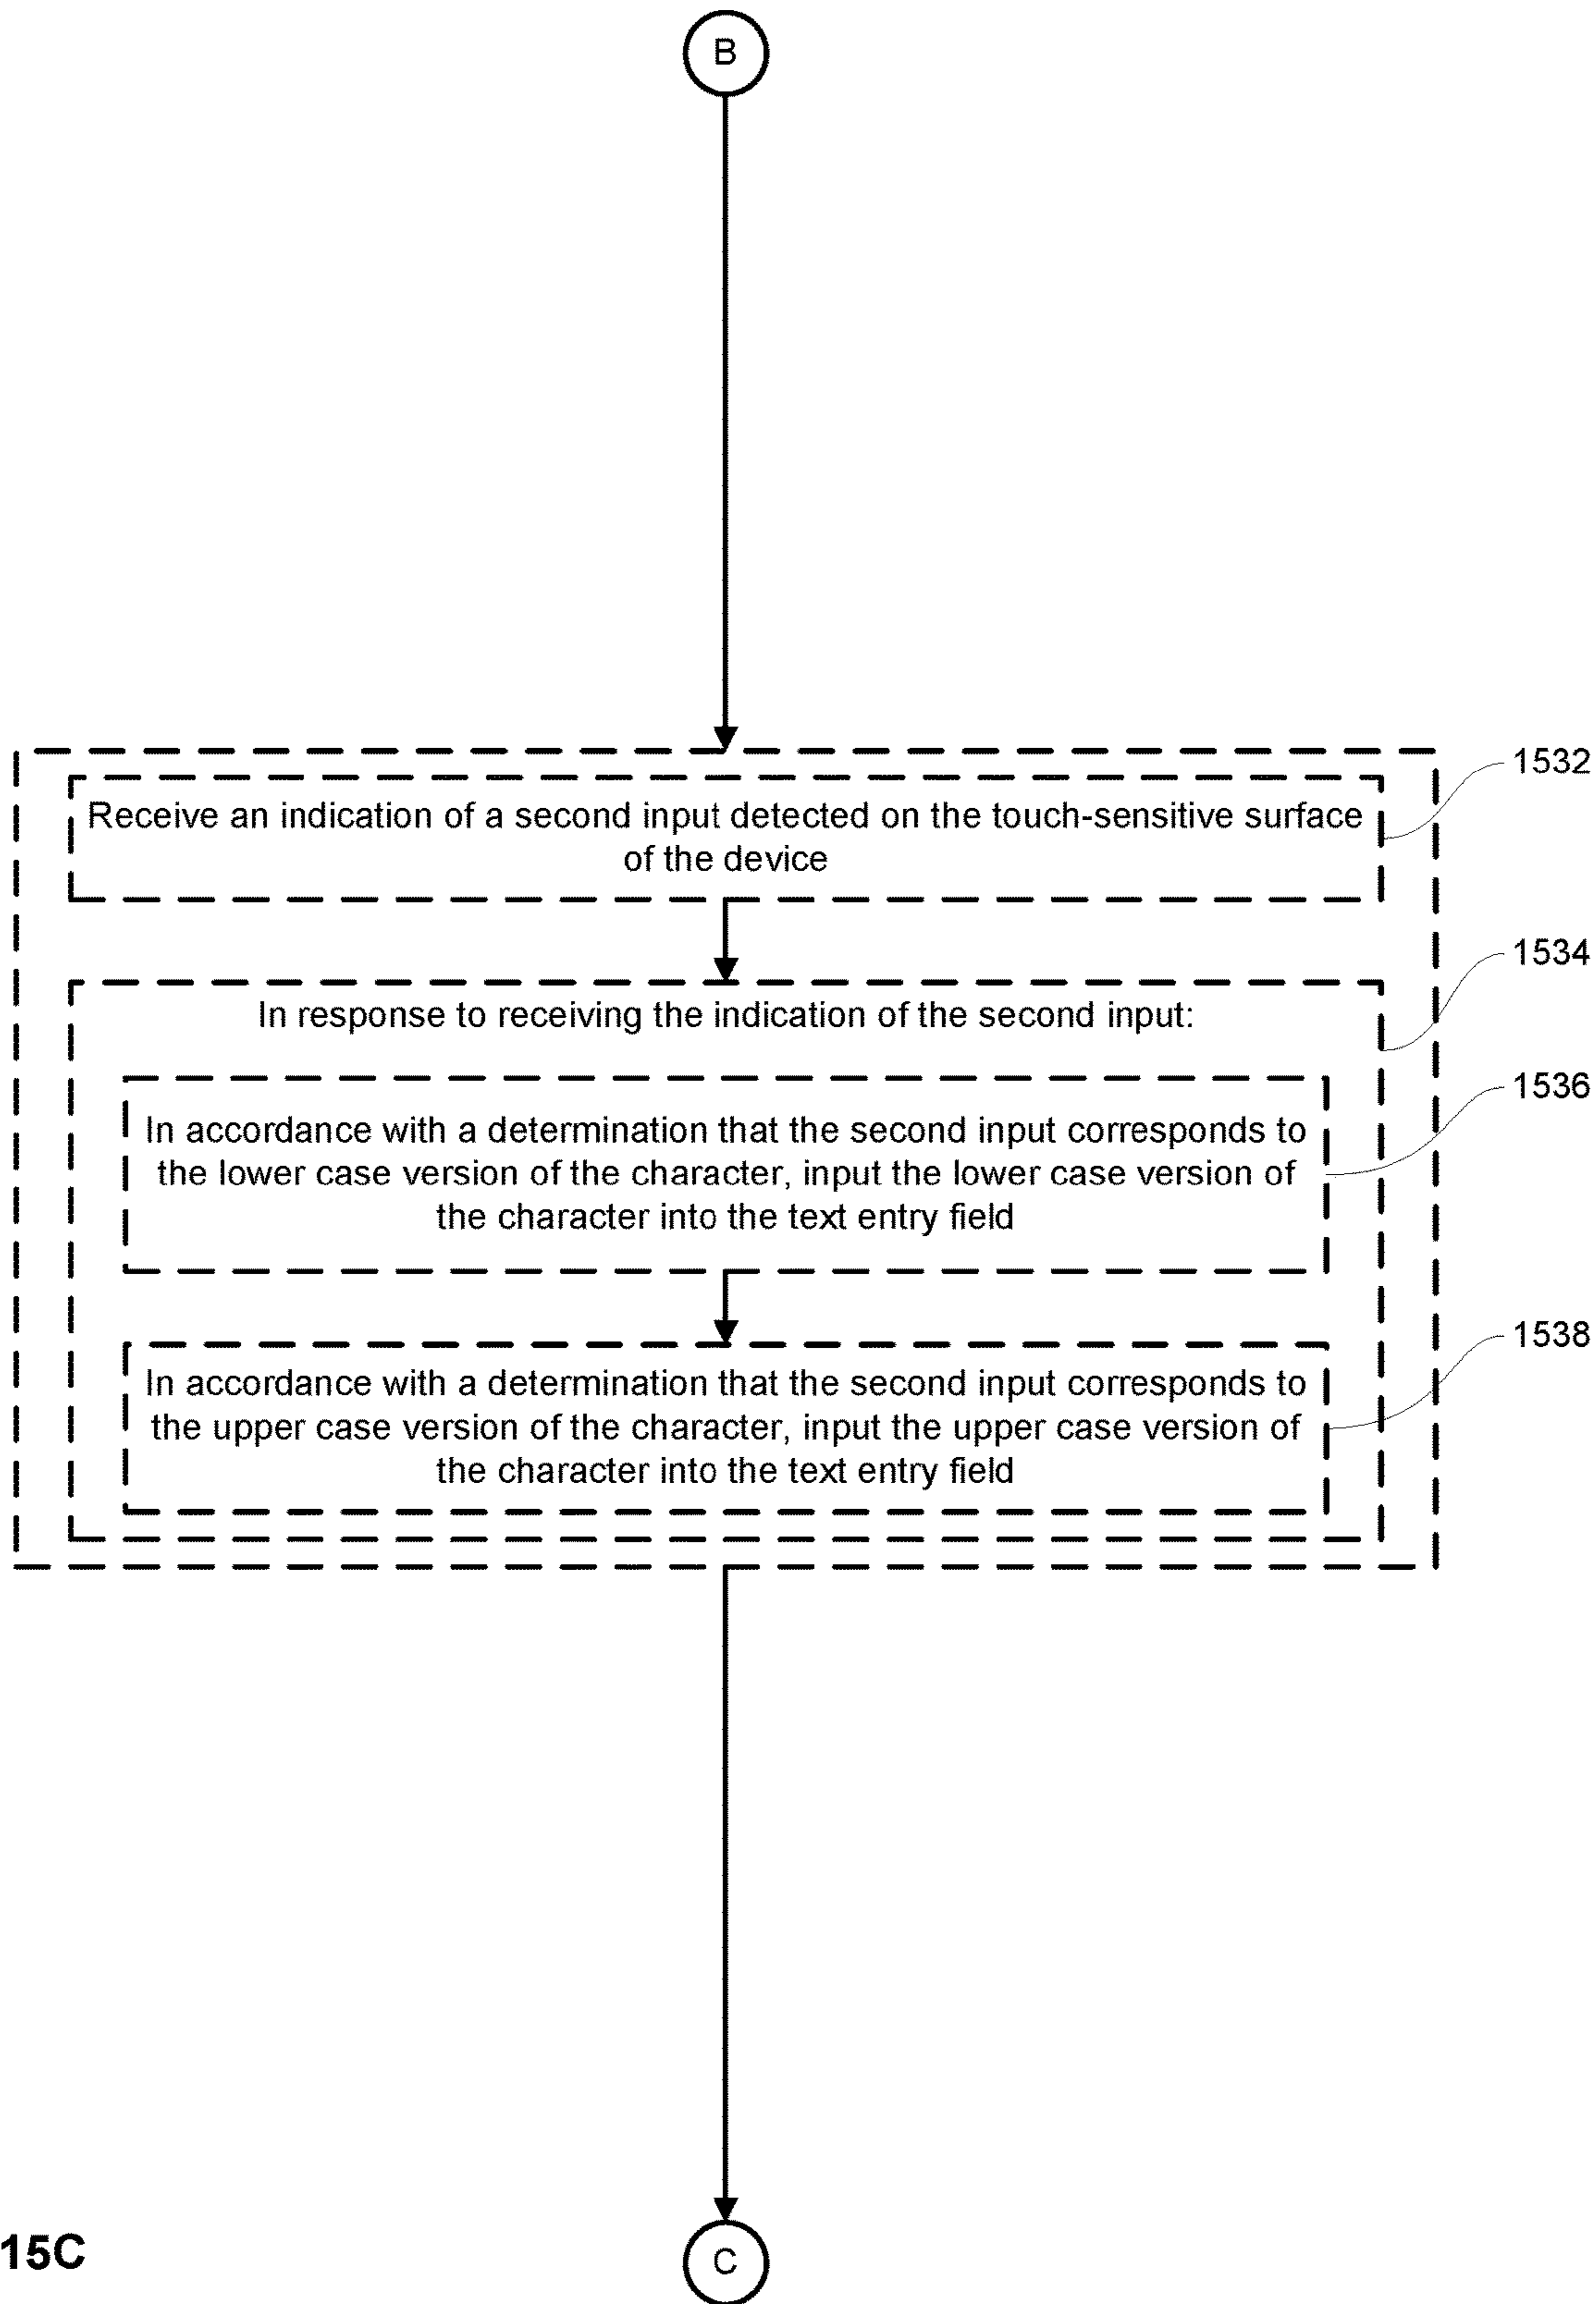 B
1532
Receive an indication of a second input detected on the touch-sensitive surface
of the device
1534
In response to receiving the indication of the second input:
1536
In accordance with a determination that the second input corresponds to
the lower case version of the character, input the lower case version of
the character into the text entry field
1538
In accordance with a determination that the second input corresponds to
the upper case version of the character, input the upper case version of
the character into the text entry field
15C
C